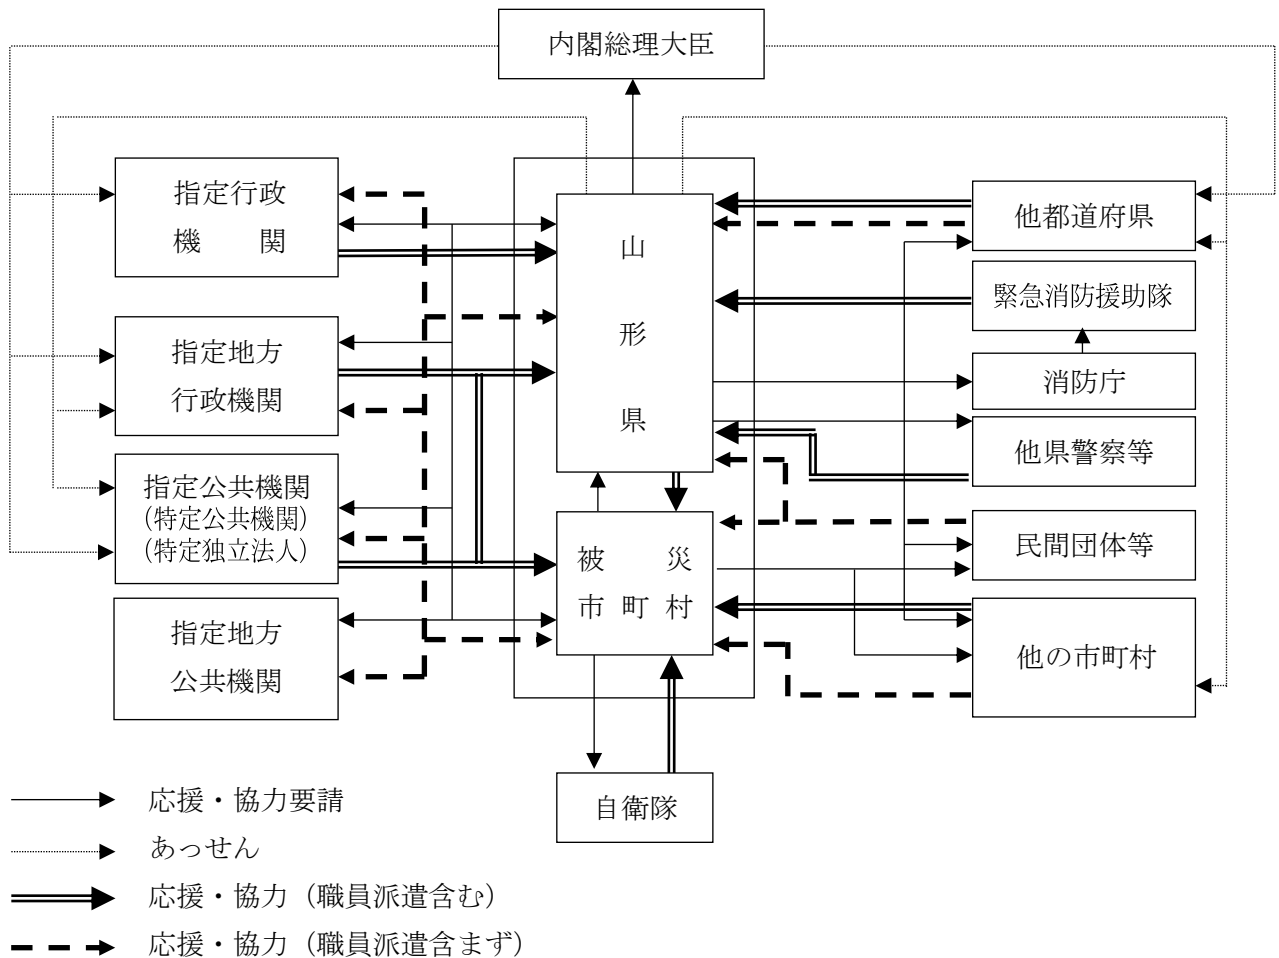 内閣総理大臣
指定行政
機　　関
指定地方
行政機関
指定公共機関
（特定公共機関）
（特定独立法人）
指定地方
公共機関
山
形
県
被　　災
市 町 村
自衛隊
他都道府県
緊急消防援助隊
消防庁
他県警察等
民間団体等
他の市町村
応援・協力要請
あっせん
応援・協力（職員派遣含む）
応援・協力（職員派遣含まず）